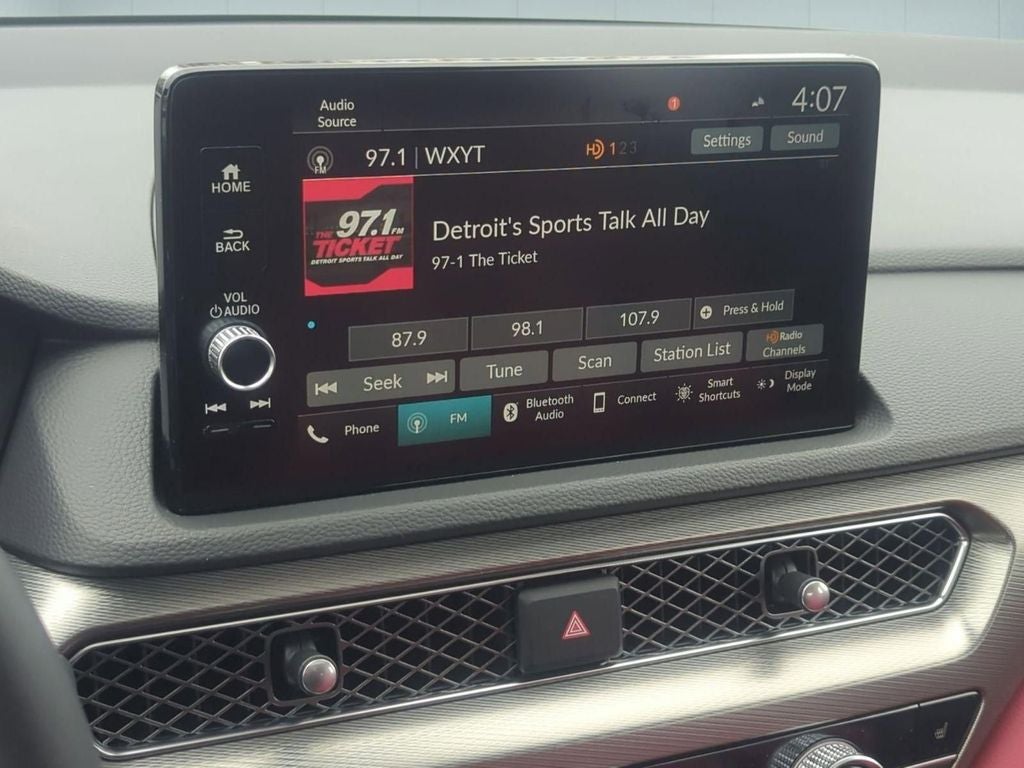 Audio
Source
1
4:07
FM
97.1 | WXYT
HD 1 2 3
Settings
Sound
HOME
BACK
VOL
AUDIO
97.1 FM
THE
TICKET
DETROIT SPORTS TALK ALL DAY
Detroit's Sports Talk All Day
97-1 The Ticket
87.9
98.1
107.9
Press & Hold
Seek
Tune
Scan
Station List
HD Radio
Channels
Phone
FM
Bluetooth
Audio
Connect
Smart
Shortcuts
Display
Mode